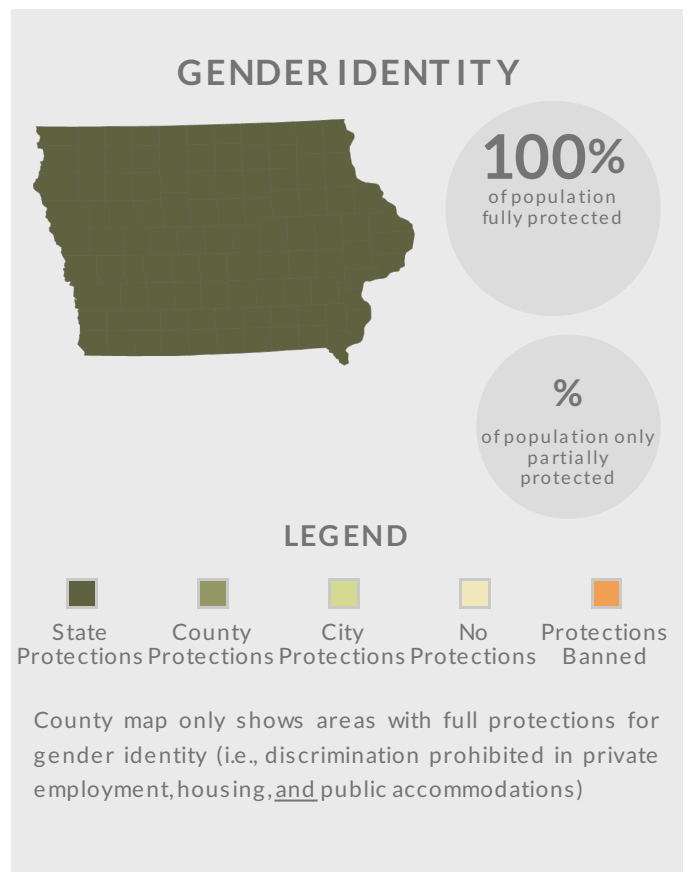 GENDER IDENTITY
100%
of population
fully protected
%
of population only
partially
protected
LEGEND
State
Protections
County
Protections
City
Protections
No
Protections
Protections
Banned
County map only shows areas with full protections for
gender identity (i.e., discrimination prohibited in private
employment, housing, and public accommodations)